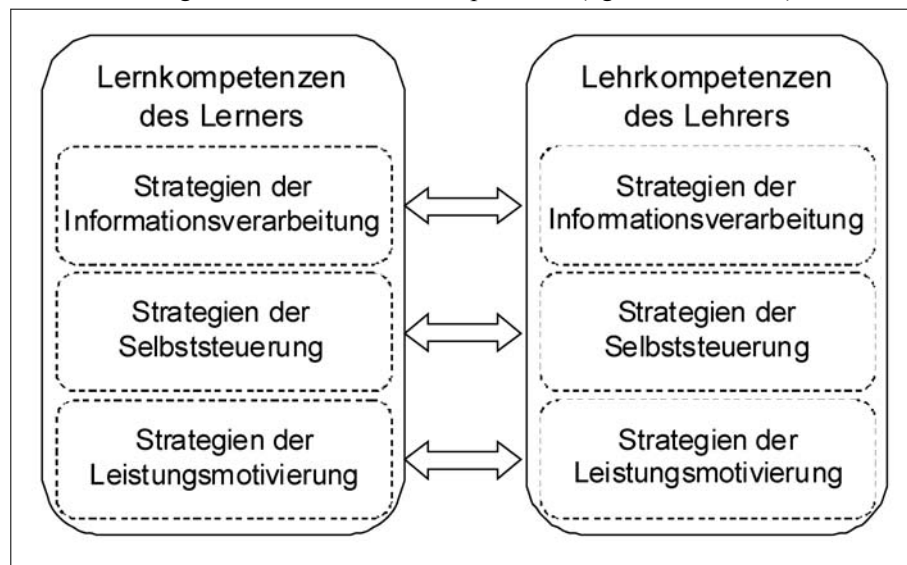 Lernkompetenzen
des Lerners
Strategien der
Informationsverarbeitung
Strategien der
Selbststeuerung
Strategien der
Leistungsmotivierung
Lehrkompetenzen
des Lehrers
Strategien der
Informationsverarbeitung
Strategien der
Selbststeuerung
Strategien der
Leistungsmotivierung